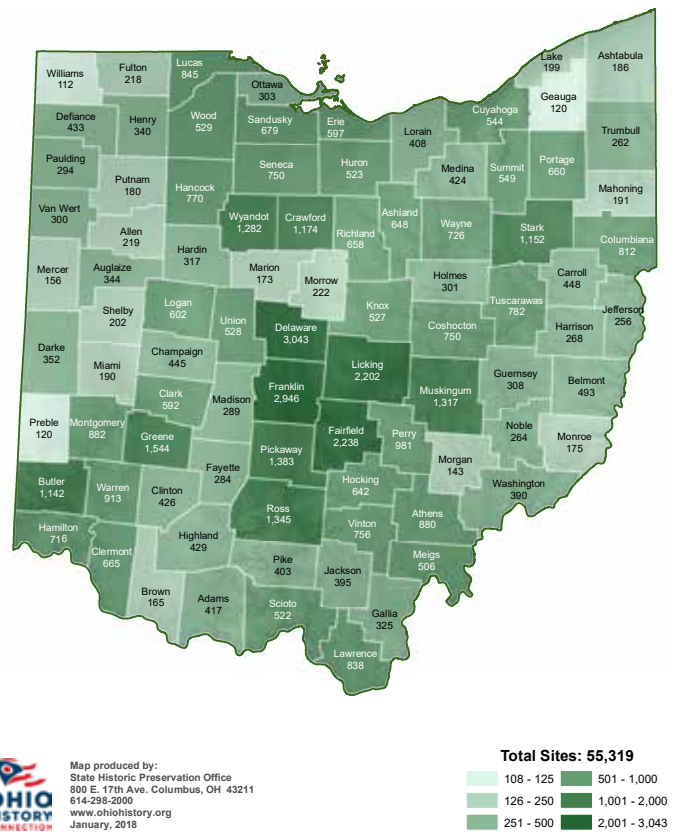 Williams
112
Fulton
218
Lucas
845
Ottawa
303
Lake
199
Ashtabula
186
Geauga
120
Defiance
433
Henry
340
Wood
529
Sandusky
679
Erie
597
Lorain
408
Cuyahoga
544
Trumbull
262
Paulding
294
Putnam
180
Hancock
770
Seneca
750
Huron
523
Medina
424
Summit
549
Portage
660
Mahoning
191
Van Wert
300
Allen
219
Wyandot
1,282
Crawford
1,174
Richland
658
Ashland
648
Wayne
726
Stark
1,152
Columbiana
812
Mercer
156
Auglaize
344
Hardin
317
Marion
173
Morrow
222
Holmes
301
Carroll
448
Shelby
202
Logan
602
Union
528
Delaware
3,043
Knox
527
Coshocton
750
Tuscarawas
782
Harrison
268
Jefferson
256
Darke
352
Miami
190
Champaign
445
Clark
592
Madison
289
Franklin
2,946
Licking
2,202
Muskingum
1,317
Guernsey
308
Belmont
493
Preble
120
Montgomery
882
Greene
1,544
Pickaway
1,383
Fairfield
2,238
Perry
981
Morgan
143
Noble
264
Monroe
175
Butler
1,142
Warren
913
Clinton
426
Fayette
284
Ross
1,345
Hocking
642
Vinton
756
Athens
880
Washington
390
Hamilton
716
Clermont
665
Highland
429
Pike
403
Jackson
395
Meigs
506
Brown
165
Adams
417
Scioto
522
Gallia
325
Lawrence
838
OHIO
HISTORY
CONNECTION
Map produced by:
State Historic Preservation Office
800 E. 17th Ave. Columbus, OH 43211
614-298-2000
www.ohiohistory.org
January, 2018
Total Sites: 55,319
108 - 125
126 - 250
251 - 500
501 - 1,000
1,001 - 2,000
2,001 - 3,043